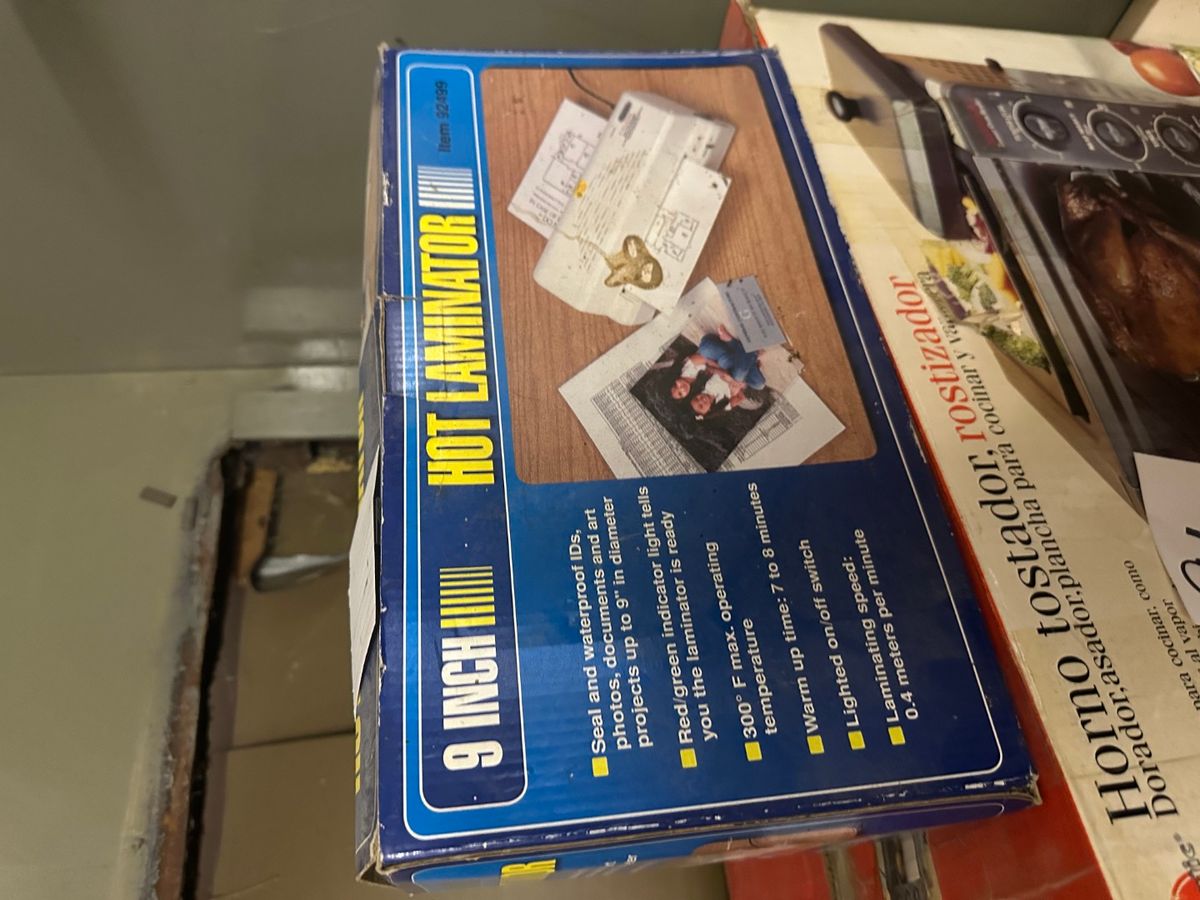 9 INCH HOT LAMINATOR
Item 92499
Seal and waterproof IDs,
photos, documents and art
projects up to 9" in diameter
Red/green indicator light tells
you the laminator is ready
300° F max. operating
temperature
Warm up time: 7 to 8 minutes
Lighted on/off switch
Laminating speed:
0.4 meters per minute
Horno tostador, rostizador
Dorador, asador, plancha para cocinar y
para cocinar, como
al vapor